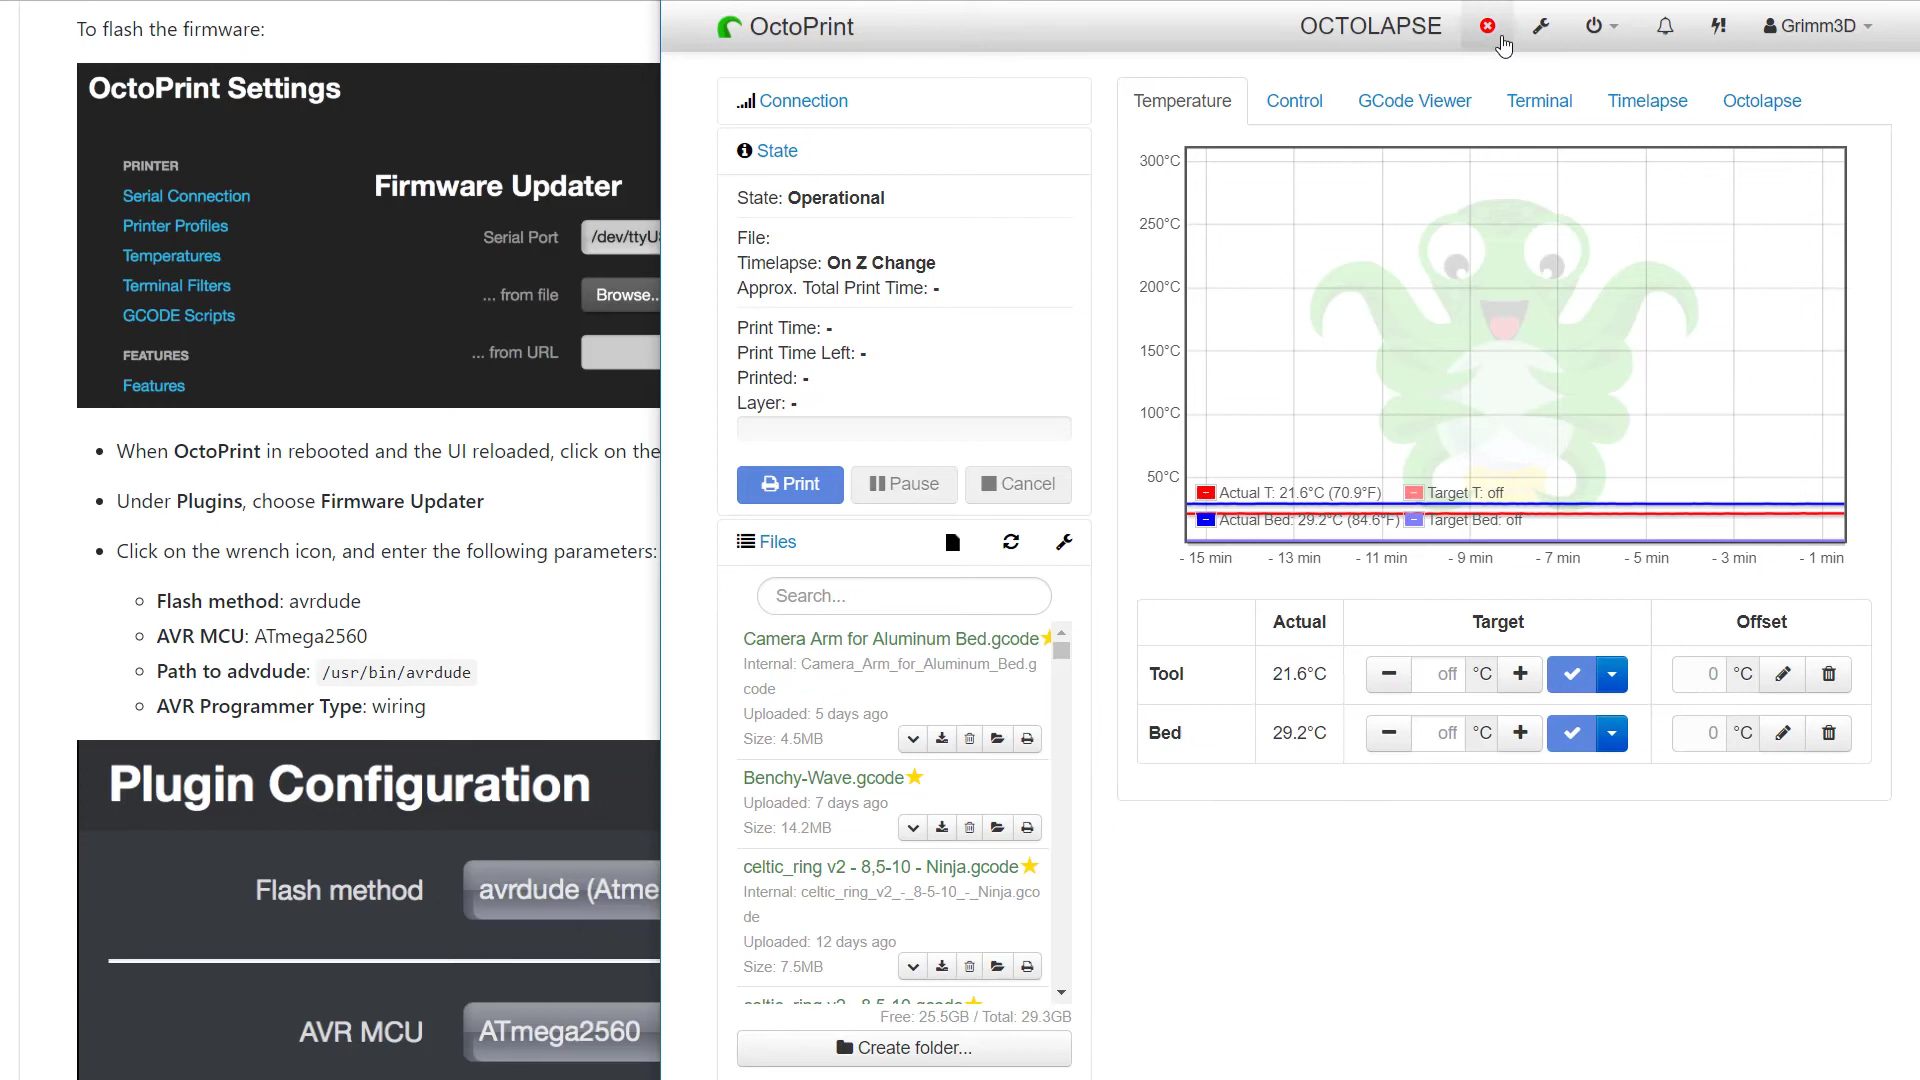 To flash the firmware:
OctoPrint Settings
PRINTER
Serial Connection
Printer Profiles
Temperatures
Terminal Filters
GCODE Scripts
FEATURES
Features
Firmware Updater
Serial Port
/dev/ttyU
... from file
Browse..
... from URL
When OctoPrint in rebooted and the UI reloaded, click on the
Under Plugins, choose Firmware Updater
Click on the wrench icon, and enter the following parameters:
Flash method: avrdude
AVR MCU: ATmega2560
Path to advdude: /usr/bin/avrdude
AVR Programmer Type: wiring
Plugin Configuration
Flash method
avrdude (Atme
AVR MCU
ATmega2560
OctoPrint
OCTOLAPSE
Grimm3D
Connection
State
State: Operational
File:
Timelapse: On Z Change
Approx. Total Print Time: -
Print Time: -
Print Time Left: -
Printed: -
Layer: -
Print
Pause
Cancel
Files
Search...
Camera Arm for Aluminum Bed.gcode
Internal: Camera_Arm_for_Aluminum_Bed.g
code
Uploaded: 5 days ago
Size: 4.5MB
Benchy-Wave.gcode
Uploaded: 7 days ago
Size: 14.2MB
celtic_ring v2 - 8,5-10 - Ninja.gcode
Internal: celtic_ring_v2_-_8-5-10_-_Ninja.gco
de
Uploaded: 12 days ago
Size: 7.5MB
celtic_ring v2 - 8,5-10.gcode
Free: 25.5GB / Total: 29.3GB
Create folder...
Temperature
Control
GCode Viewer
Terminal
Timelapse
Octolapse
300°C
250°C
200°C
150°C
100°C
50°C
Actual T: 21.6°C (70.9°F)
Target T: off
Actual Bed: 29.2°C (84.6°F)
Target Bed: off
- 15 min
- 13 min
- 11 min
- 9 min
- 7 min
- 5 min
- 3 min
- 1 min
Actual
Target
Offset
Tool
21.6°C
off
°C
0
°C
Bed
29.2°C
off
°C
0
°C